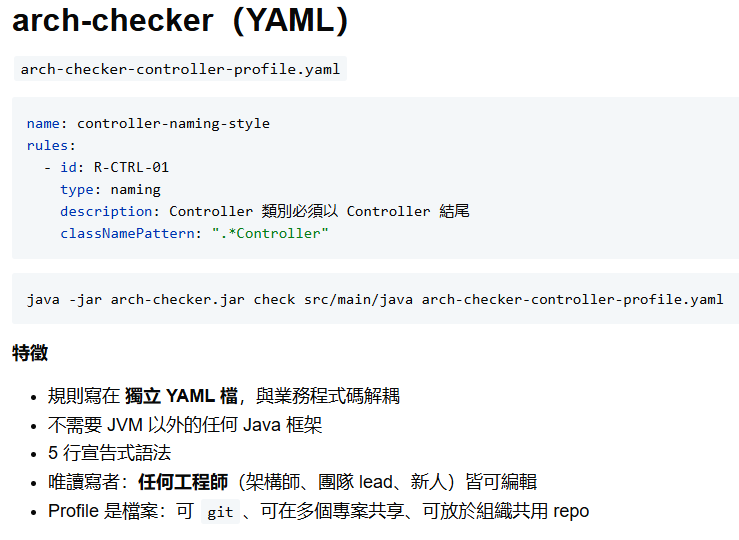 arch-checker（YAML）
arch-checker-controller-profile.yaml
name: controller-naming-style
rules:
  - id: R-CTRL-01
    type: naming
    description: Controller 類別必須以 Controller 結尾
    classNamePattern: ".*Controller"
java -jar arch-checker.jar check src/main/java arch-checker-controller-profile.yaml
特徵
• 規則寫在 獨立 YAML 檔，與業務程式碼解耦
• 不需要 JVM 以外的任何 Java 框架
• 5 行宣告式語法
• 唯讀寫者：任何工程師（架構師、團隊 lead、新人）皆可編輯
• Profile 是檔案：可 git 、可在多個專案共享、可放於組織共用 repo